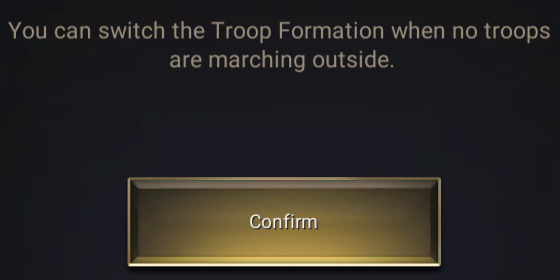 You can switch the Troop Formation when no troops
are marching outside.
Confirm